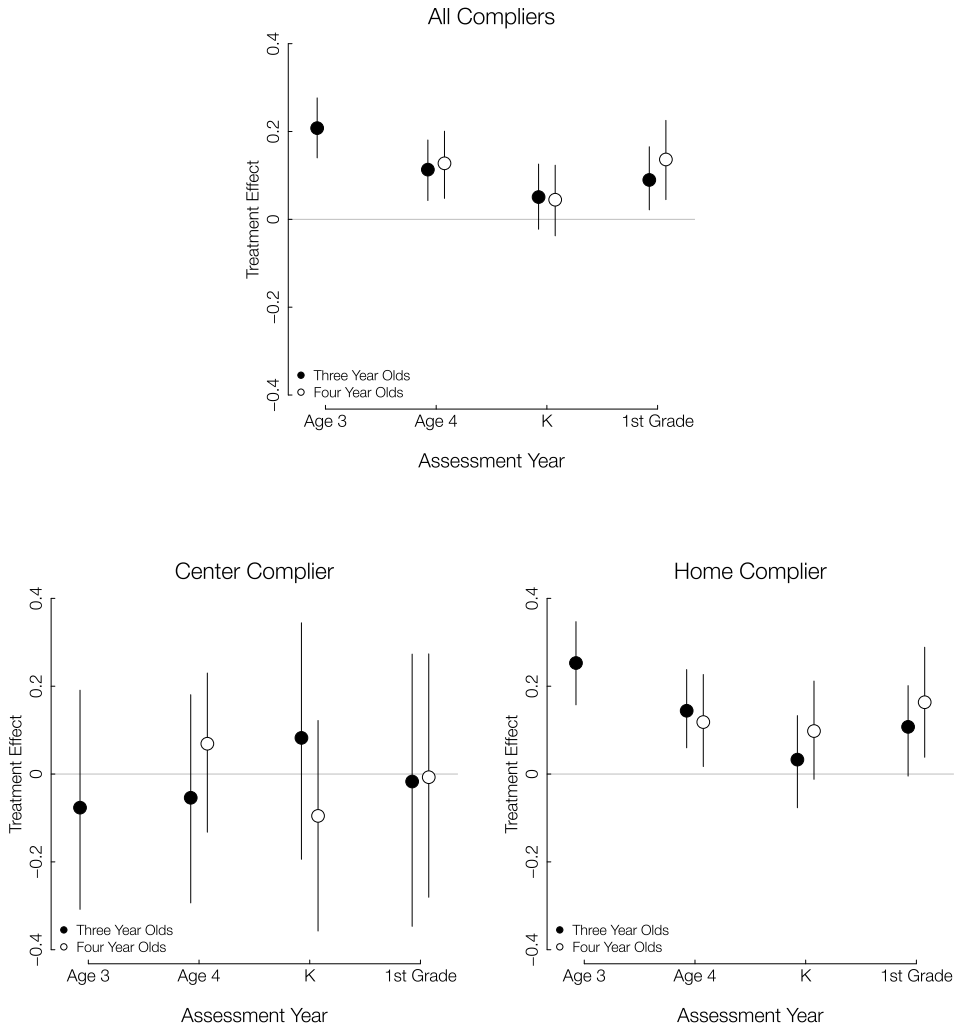 All Compliers
Treatment Effect
0.4
0.2
0
−0.2
−0.4
Three Year Olds
Four Year Olds
Age 3 Age 4 K 1st Grade
Assessment Year
Center Complier
Treatment Effect
0.4
0.2
0
−0.2
−0.4
Three Year Olds
Four Year Olds
Age 3 Age 4 K 1st Grade
Assessment Year
Home Complier
Treatment Effect
0.4
0.2
0
−0.2
−0.4
Three Year Olds
Four Year Olds
Age 3 Age 4 K 1st Grade
Assessment Year